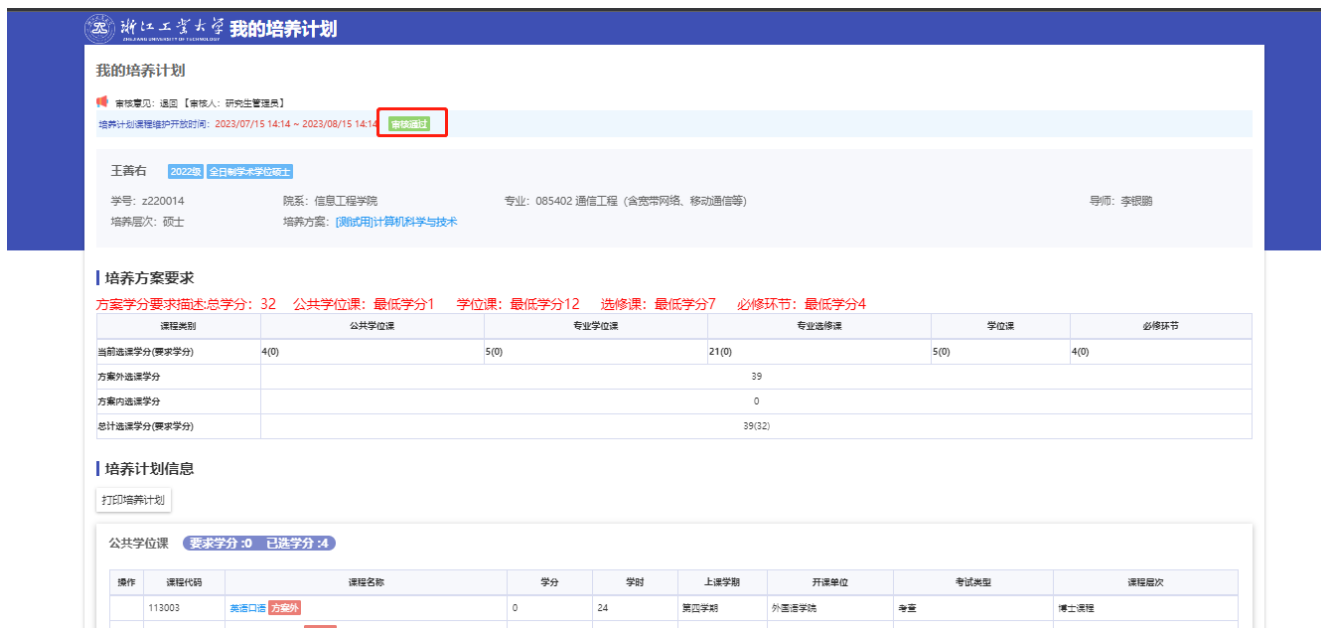 浙江工业大学 我的培养计划
ZHEJIANG UNIVERSITY OF TECHNOLOGY
我的培养计划
审核意见：退回 【审核人：研究生管理员】
培养计划课程维护开放时间：2023/07/15 14:14 ~ 2023/08/15 14:14 审核通过
王善右 2022级 全日制学术学位硕士
学号：z220014 院系：信息工程学院 专业：085402 通信工程（含宽带网络、移动通信等） 导师：李银鹏
培养层次：硕士 培养方案：[测试用]计算机科学与技术
培养方案要求
方案学分要求描述:总学分：32 公共学位课：最低学分1 学位课：最低学分12 选修课：最低学分7 必修环节：最低学分4
课程类别 公共学位课 专业学位课 专业选修课 学位课 必修环节
当前选课学分(要求学分) 4(0) 5(0) 21(0) 5(0) 4(0)
方案外选课学分 39
方案内选课学分 0
总计选课学分(要求学分) 39(32)
培养计划信息
打印培养计划
公共学位课 要求学分 :0 已选学分 :4
操作 课程代码 课程名称 学分 学时 上课学期 开课单位 考试类型 课程层次
113003 英语口语 方案外 0 24 第四学期 外国语学院 考查 博士课程